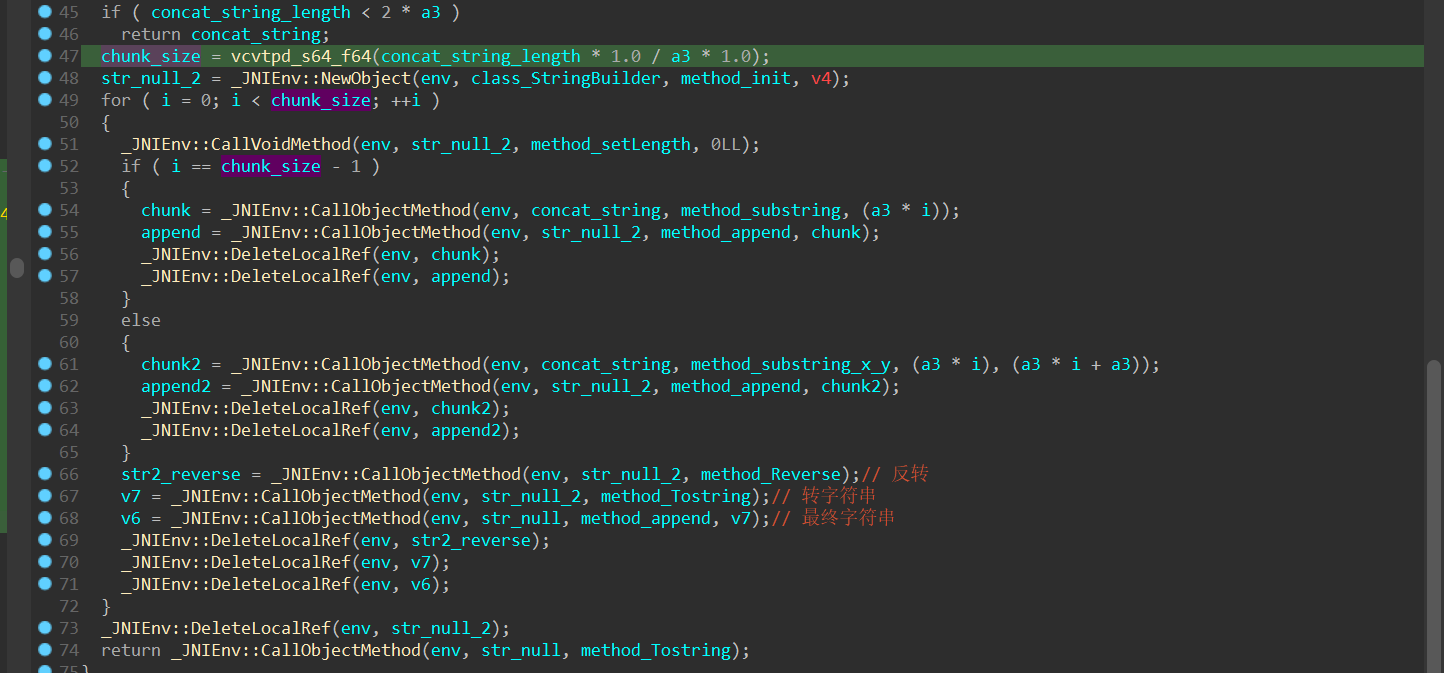 45 if ( concat_string_length < 2 * a3 )
46 return concat_string;
47 chunk_size = vcvtpd_s64_f64(concat_string_length * 1.0 / a3 * 1.0);
48 str_null_2 = _JNIEnv::NewObject(env, class_StringBuilder, method_init, v4);
49 for ( i = 0; i < chunk_size; ++i )
50 {
51 _JNIEnv::CallVoidMethod(env, str_null_2, method_setLength, 0LL);
52 if ( i == chunk_size - 1 )
53 {
54 chunk = _JNIEnv::CallObjectMethod(env, concat_string, method_substring, (a3 * i));
55 append = _JNIEnv::CallObjectMethod(env, str_null_2, method_append, chunk);
56 _JNIEnv::DeleteLocalRef(env, chunk);
57 _JNIEnv::DeleteLocalRef(env, append);
58 }
59 else
60 {
61 chunk2 = _JNIEnv::CallObjectMethod(env, concat_string, method_substring_x_y, (a3 * i), (a3 * i + a3));
62 append2 = _JNIEnv::CallObjectMethod(env, str_null_2, method_append, chunk2);
63 _JNIEnv::DeleteLocalRef(env, chunk2);
64 _JNIEnv::DeleteLocalRef(env, append2);
65 }
66 str2_reverse = _JNIEnv::CallObjectMethod(env, str_null_2, method_Reverse);// 反转
67 v7 = _JNIEnv::CallObjectMethod(env, str_null_2, method_Tostring);// 转字符串
68 v6 = _JNIEnv::CallObjectMethod(env, str_null, method_append, v7);// 最终字符串
69 _JNIEnv::DeleteLocalRef(env, str2_reverse);
70 _JNIEnv::DeleteLocalRef(env, v7);
71 _JNIEnv::DeleteLocalRef(env, v6);
72 }
73 _JNIEnv::DeleteLocalRef(env, str_null_2);
74 return _JNIEnv::CallObjectMethod(env, str_null, method_Tostring);
75 }